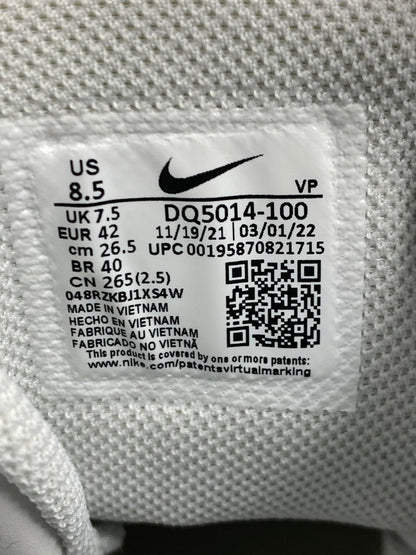 US
8.5
VP
UK 7.5
DQ5014-100
EUR 42
11/19/21 03/01/22
cm 26.5
UPC 00195870821715
BR 40
CN 265(2.5)
048RZKBJ1XS4W
MADE IN VIETNAM
HECHO EN VIETNAM
FABRIQUE AU VIETNAM
FABRICADO NO VIETNÃ
This product is covered by one or more patents:
www.nike.com/patentsvirtualmarking